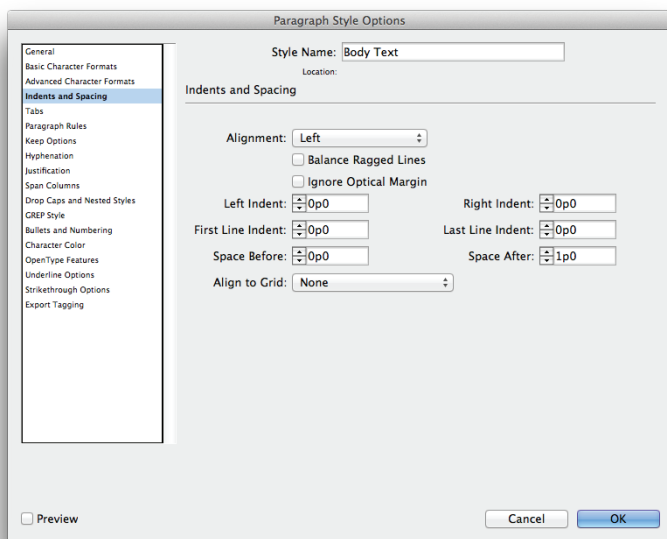 Paragraph Style Options
Style Name: Body Text
Location:
General
Basic Character Formats
Advanced Character Formats
Indents and Spacing
Tabs
Paragraph Rules
Keep Options
Hyphenation
Justification
Span Columns
Drop Caps and Nested Styles
GREP Style
Bullets and Numbering
Character Color
OpenType Features
Underline Options
Strikethrough Options
Export Tagging
Indents and Spacing
Alignment: Left
Balance Ragged Lines
Ignore Optical Margin
Left Indent: 0p0 Right Indent: 0p0
First Line Indent: 0p0 Last Line Indent: 0p0
Space Before: 0p0 Space After: 1p0
Align to Grid: None
Preview Cancel OK